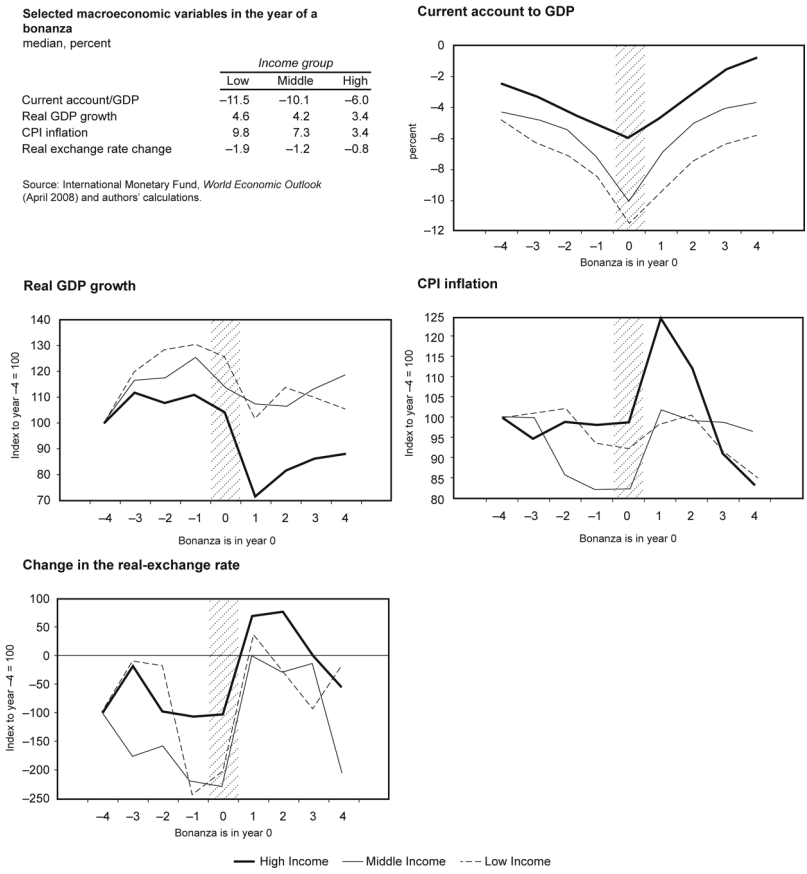 Selected macroeconomic variables in the year of a
bonanza
median, percent
Income group
Low Middle High
Current account/GDP –11.5 –10.1 –6.0
Real GDP growth 4.6 4.2 3.4
CPI inflation 9.8 7.3 3.4
Real exchange rate change –1.9 –1.2 –0.8
Source: International Monetary Fund, World Economic Outlook
(April 2008) and authors' calculations.
Current account to GDP
percent
0
–2
–4
–6
–8
–10
–12
–4 –3 –2 –1 0 1 2 3 4
Bonanza is in year 0
Real GDP growth
Index to year –4 = 100
140
130
120
110
100
90
80
70
–4 –3 –2 –1 0 1 2 3 4
Bonanza is in year 0
CPI inflation
Index to year –4 = 100
125
120
115
110
105
100
95
90
85
80
–4 –3 –2 –1 0 1 2 3 4
Bonanza is in year 0
Change in the real-exchange rate
Index to year –4 = 100
100
50
0
–50
–100
–150
–200
–250
–4 –3 –2 –1 0 1 2 3 4
Bonanza is in year 0
High Income Middle Income Low Income